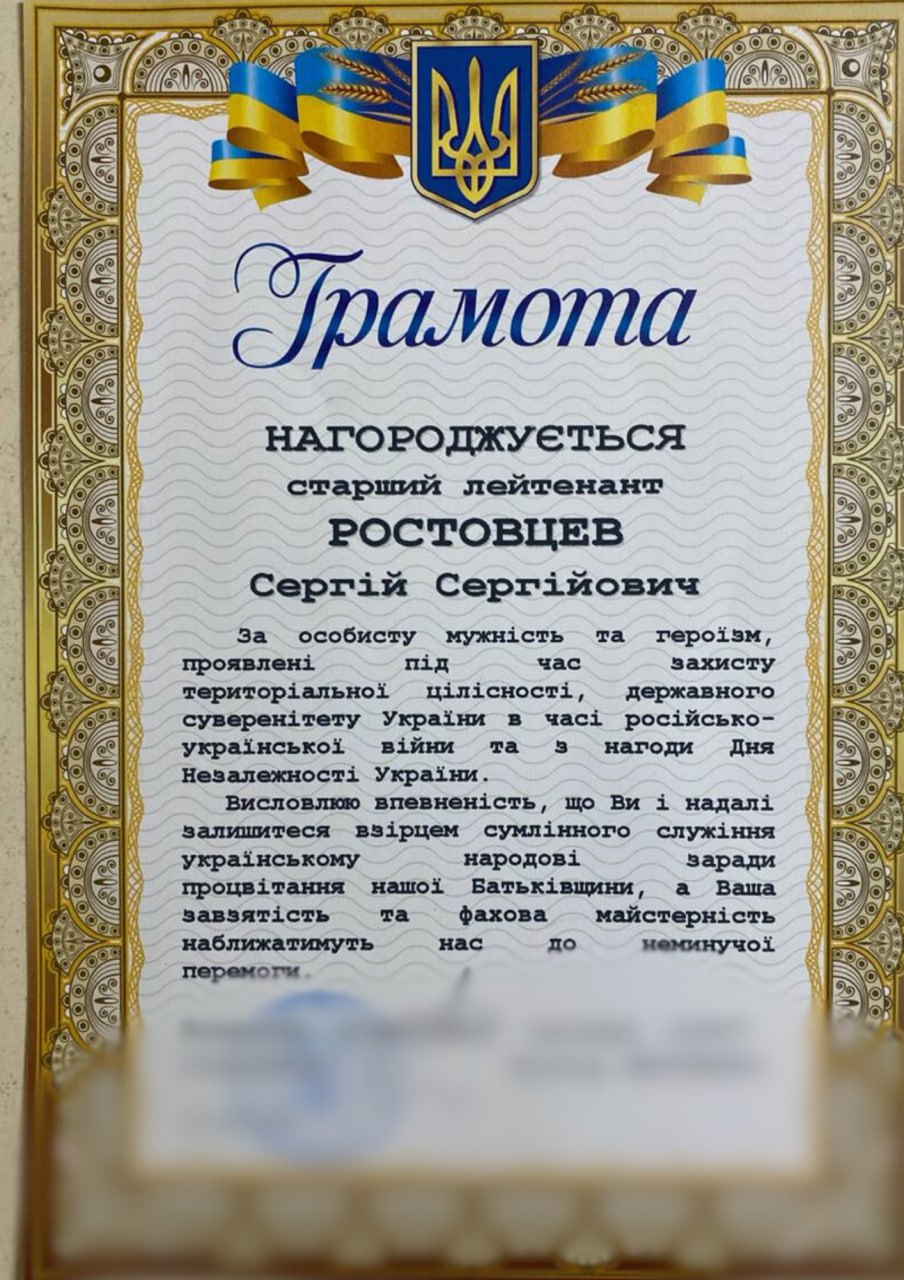 Грамота
НАГОРОДЖУЄТЬСЯ
старший лейтенант
РОСТОВЦЕВ
Сергій Сергійович
За особисту мужність та героїзм,
проявлені під час захисту
територіальної цілісності, державного
суверенітету України в часі російсько-
української війни та з нагоди Дня
Незалежності України.
Висловлюю впевненість, що Ви і надалі
залишитеся взірцем сумлінного служіння
українському народові заради
процвітання нашої Батьківщини, а Ваша
завзятість та фахова майстерність
наближатимуть нас до неминучої
перемоги.